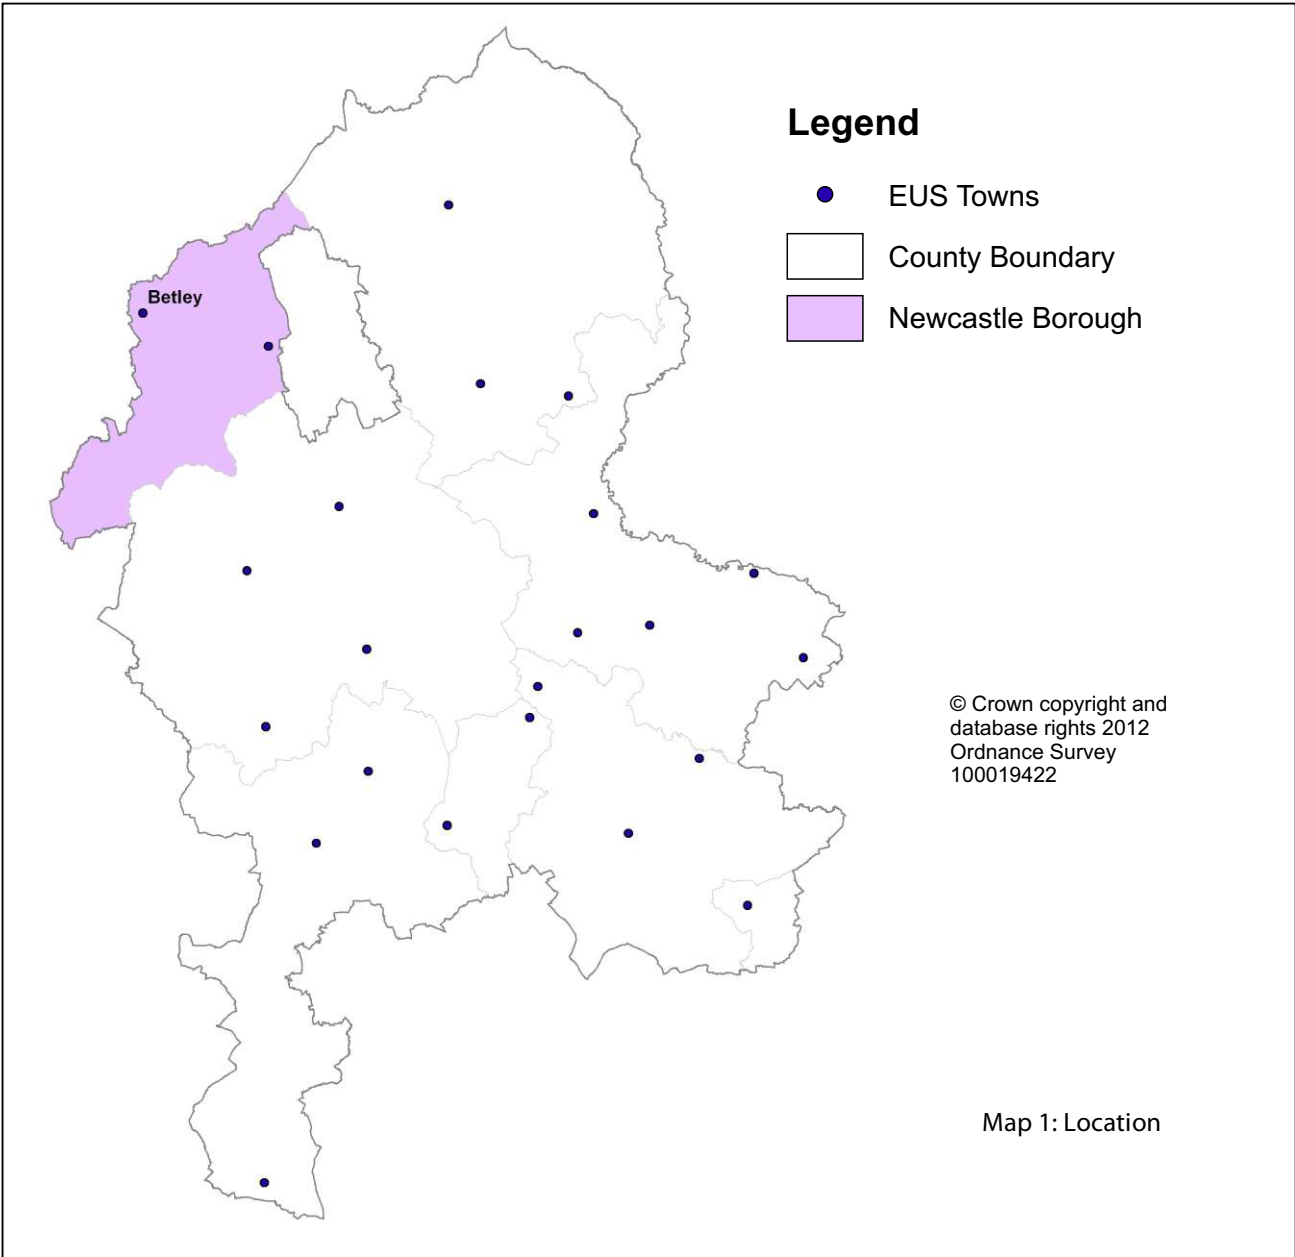 Legend
EUS Towns
County Boundary
Newcastle Borough
Betley
© Crown copyright and
database rights 2012
Ordnance Survey
100019422
Map 1: Location